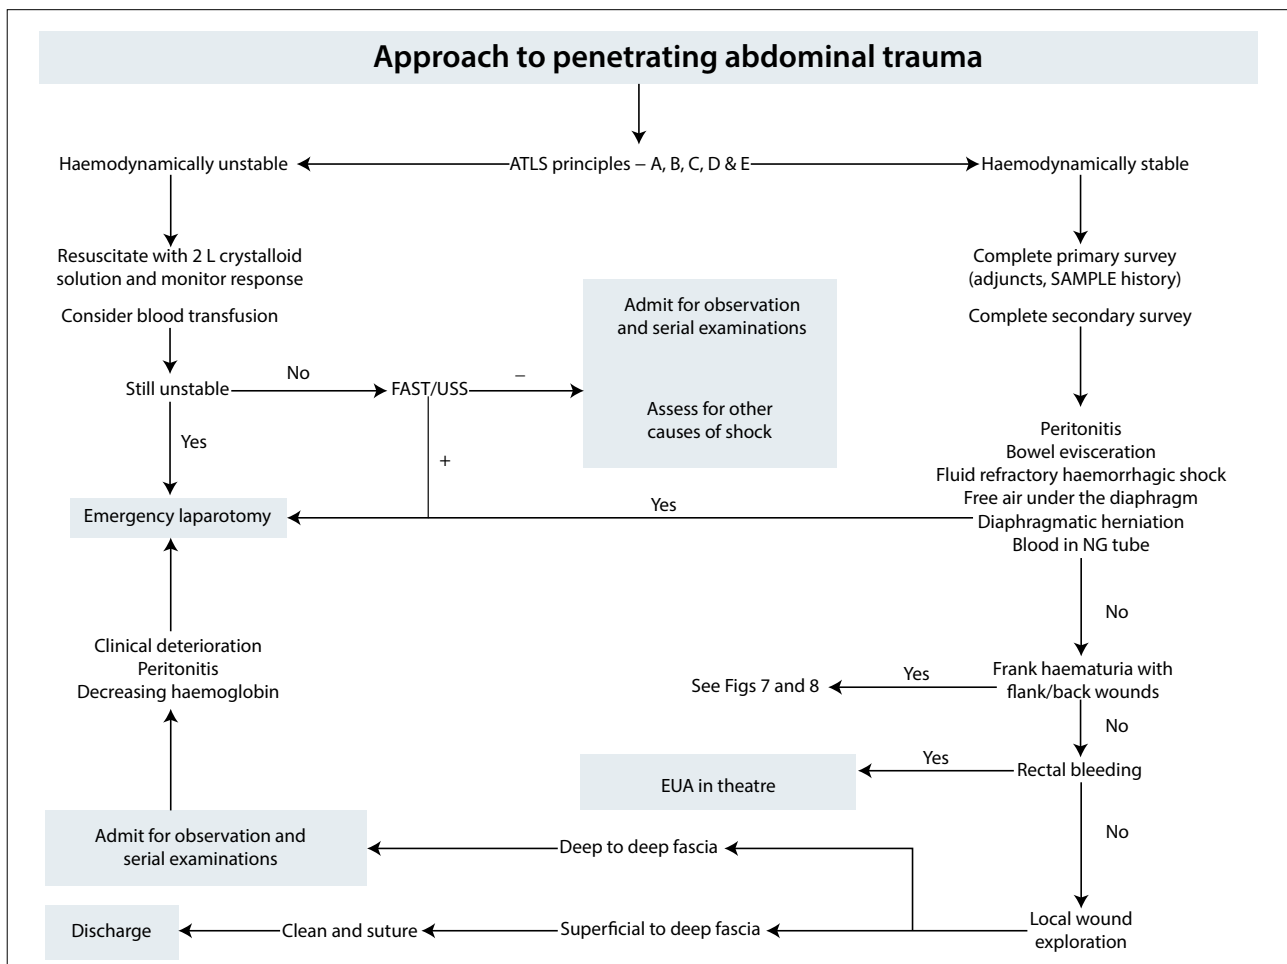 Approach to penetrating abdominal trauma
Haemodynamically unstable
ATLS principles – A, B, C, D & E
Haemodynamically stable
Resuscitate with 2 L crystalloid
solution and monitor response
Consider blood transfusion
Complete primary survey
(adjuncts, SAMPLE history)
Complete secondary survey
Admit for observation
and serial examinations
Assess for other
causes of shock
Still unstable
No
FAST/USS
–
Yes
+
Peritonitis
Bowel evisceration
Fluid refractory haemorrhagic shock
Free air under the diaphragm
Diaphragmatic herniation
Blood in NG tube
Emergency laparotomy
Yes
No
Clinical deterioration
Peritonitis
Decreasing haemoglobin
See Figs 7 and 8
Yes
Frank haematuria with
flank/back wounds
No
EUA in theatre
Yes
Rectal bleeding
No
Admit for observation and
serial examinations
Deep to deep fascia
Discharge
Clean and suture
Superficial to deep fascia
Local wound
exploration